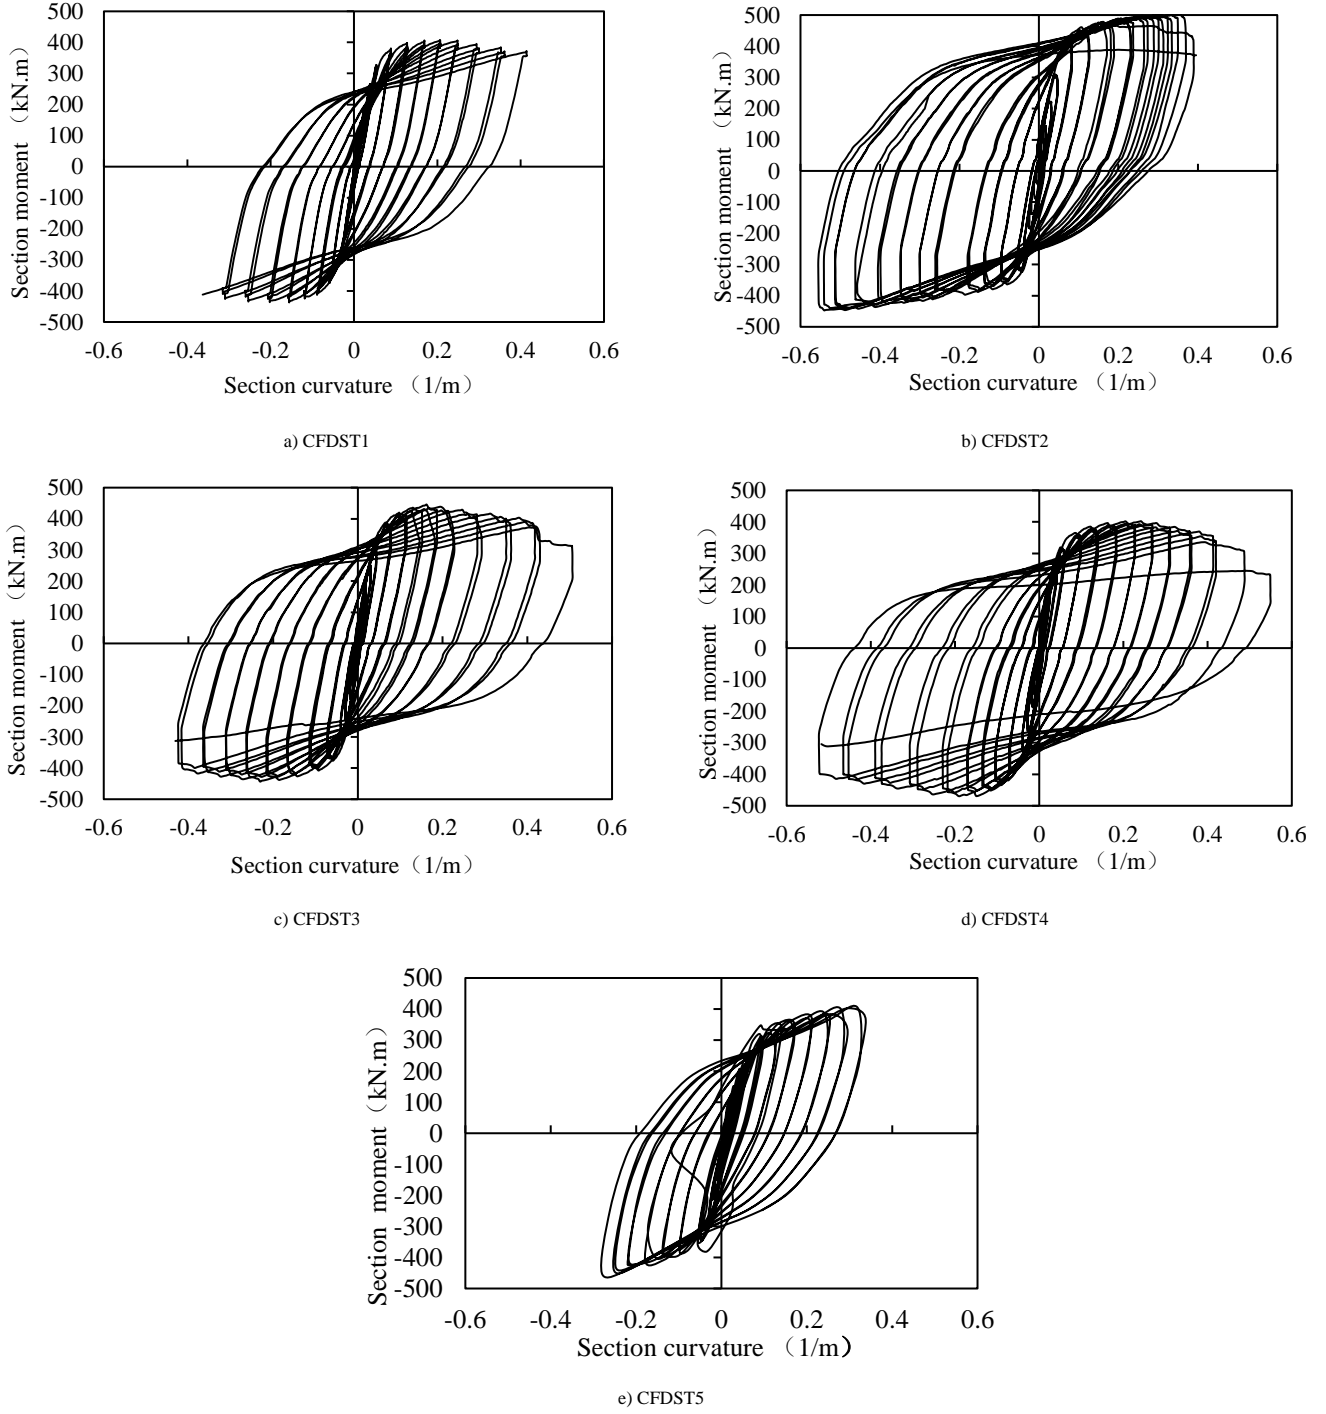 500
400
300
200
100
0
-100
-200
-300
-400
-500
-0.6 -0.4 -0.2 0 0.2 0.4 0.6
Section moment （kN.m）
Section curvature （1/m）
a) CFDST1
500
400
300
200
100
0
-100
-200
-300
-400
-500
-0.6 -0.4 -0.2 0 0.2 0.4 0.6
Section moment （kN.m）
Section curvature （1/m）
b) CFDST2
500
400
300
200
100
0
-100
-200
-300
-400
-500
-0.6 -0.4 -0.2 0 0.2 0.4 0.6
Section moment （kN.m）
Section curvature（1/m）
c) CFDST3
500
400
300
200
100
0
-100
-200
-300
-400
-500
-0.6 -0.4 -0.2 0 0.2 0.4 0.6
Section moment （kN.m）
Section curvature （1/m）
d) CFDST4
500
400
300
200
100
0
-100
-200
-300
-400
-500
-0.6 -0.4 -0.2 0 0.2 0.4 0.6
Section moment（kN.m）
Section curvature （1/m）
e) CFDST5